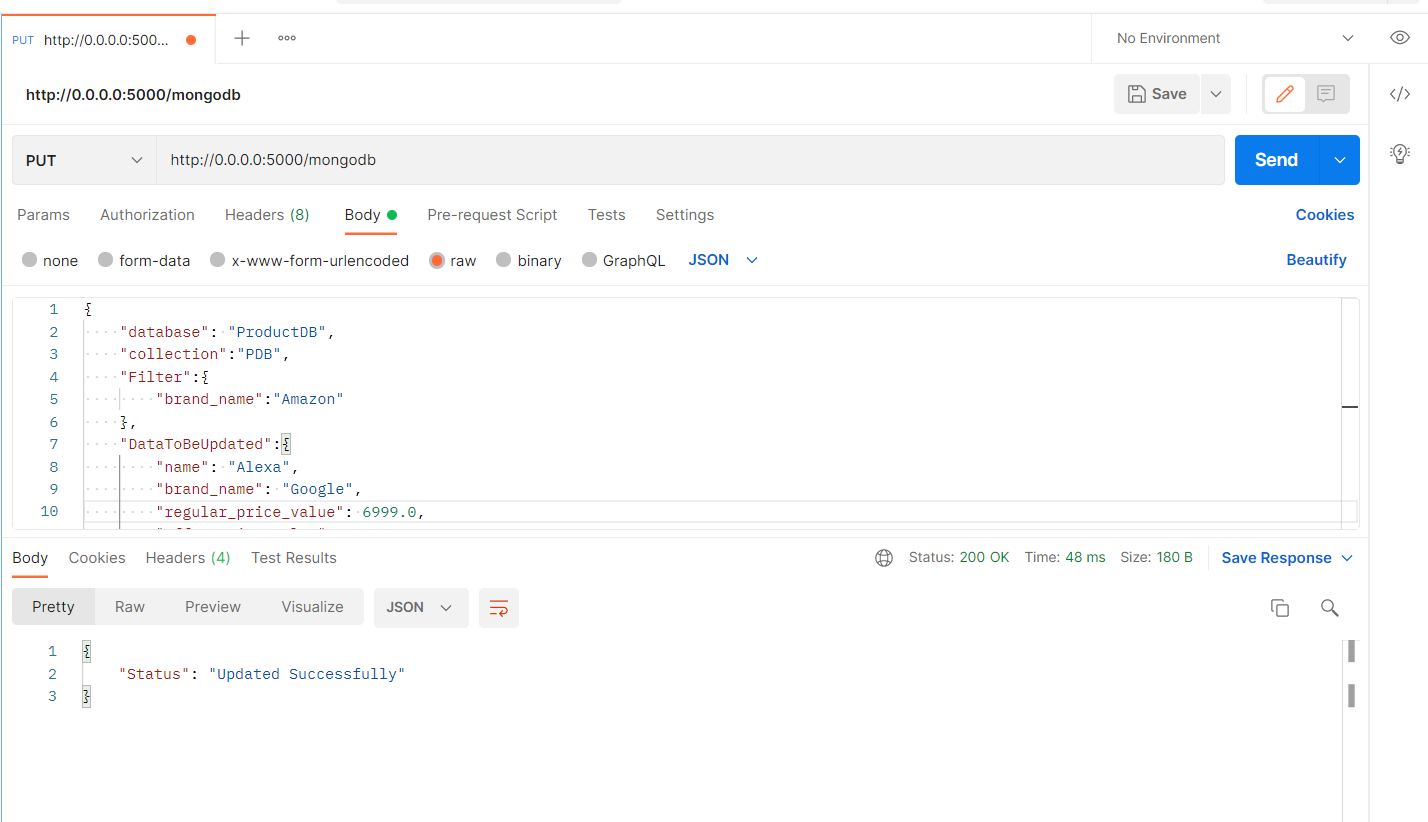 PUT http://0.0.0.0:500...
No Environment
http://0.0.0.0:5000/mongodb
Save
PUT http://0.0.0.0:5000/mongodb
Send
Params Authorization Headers (8) Body Pre-request Script Tests Settings Cookies
none form-data x-www-form-urlencoded raw binary GraphQL JSON Beautify
1 {
2 "database": "ProductDB",
3 "collection":"PDB",
4 "Filter":{
5 "brand_name":"Amazon"
6 },
7 "DataToBeUpdated":{
8 "name": "Alexa",
9 "brand_name": "Google",
10 "regular_price_value": 6999.0,
Body Cookies Headers (4) Test Results Status: 200 OK Time: 48 ms Size: 180 B Save Response
Pretty Raw Preview Visualize JSON
1 {
2 "Status": "Updated Successfully"
3 }